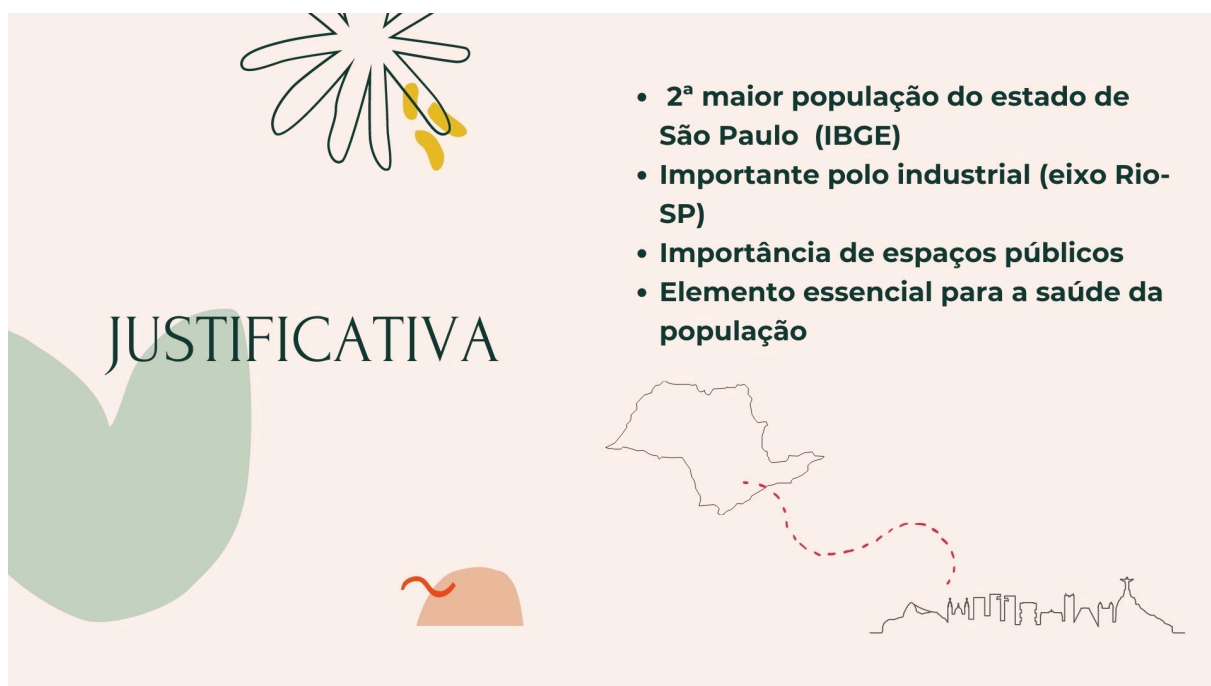 JUSTIFICATIVA
• 2ª maior população do estado de
São Paulo (IBGE)
• Importante polo industrial (eixo Rio-
SP)
• Importância de espaços públicos
• Elemento essencial para a saúde da
população